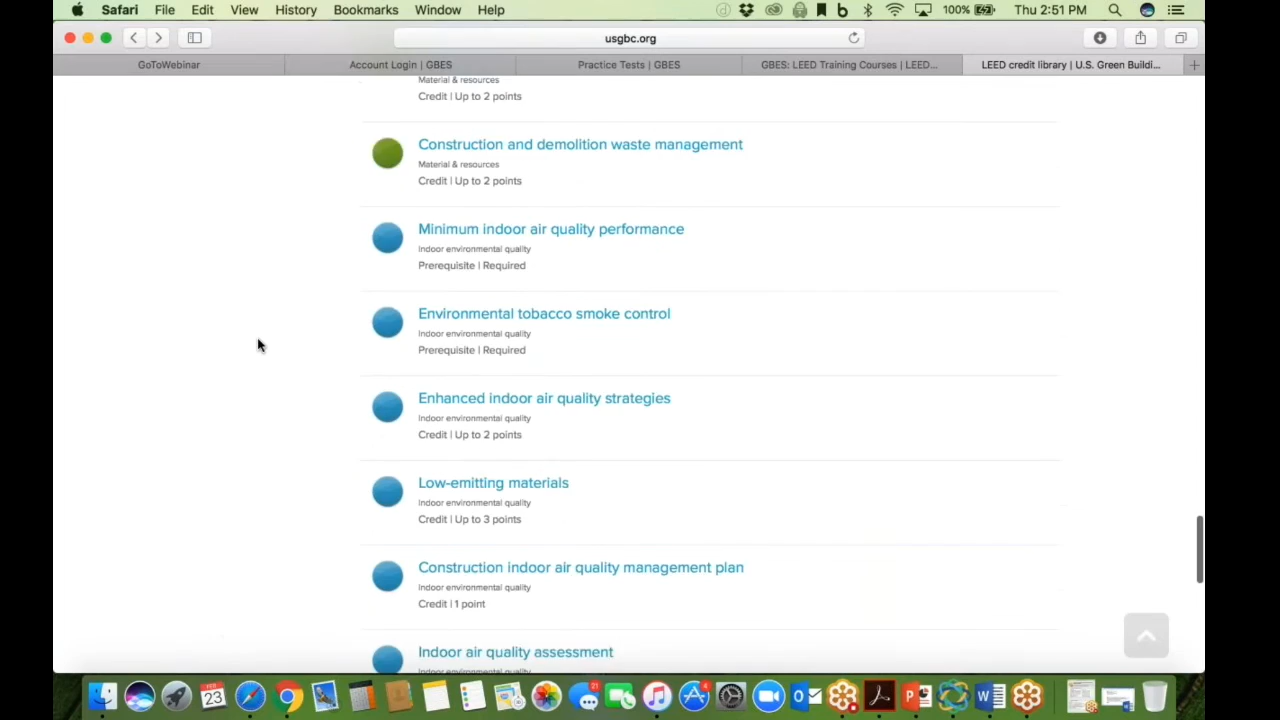 Safari File Edit View History Bookmarks Window Help 100% Thu 2:51 PM
usgbc.org
GoToWebinar Account Login | GBES Practice Tests | GBES GBES: LEED Training Courses | LEED... LEED credit library | U.S. Green Buildi...
Material & resources
Credit | Up to 2 points
Construction and demolition waste management
Material & resources
Credit | Up to 2 points
Minimum indoor air quality performance
Indoor environmental quality
Prerequisite | Required
Environmental tobacco smoke control
Indoor environmental quality
Prerequisite | Required
Enhanced indoor air quality strategies
Indoor environmental quality
Credit | Up to 2 points
Low-emitting materials
Indoor environmental quality
Credit | Up to 3 points
Construction indoor air quality management plan
Indoor environmental quality
Credit | 1 point
Indoor air quality assessment
Indoor environmental quality
23
21